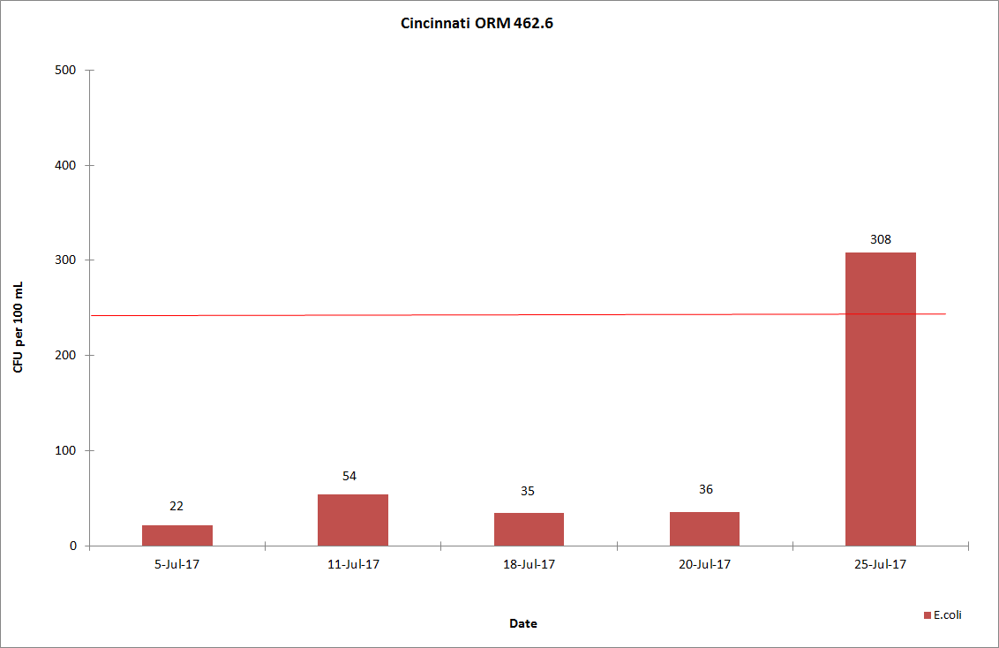 Cincinnati ORM 462.6
500
400
300
200
100
0
CFU per 100 mL
22
54
35
36
308
5-Jul-17
11-Jul-17
18-Jul-17
20-Jul-17
25-Jul-17
Date
E.coli